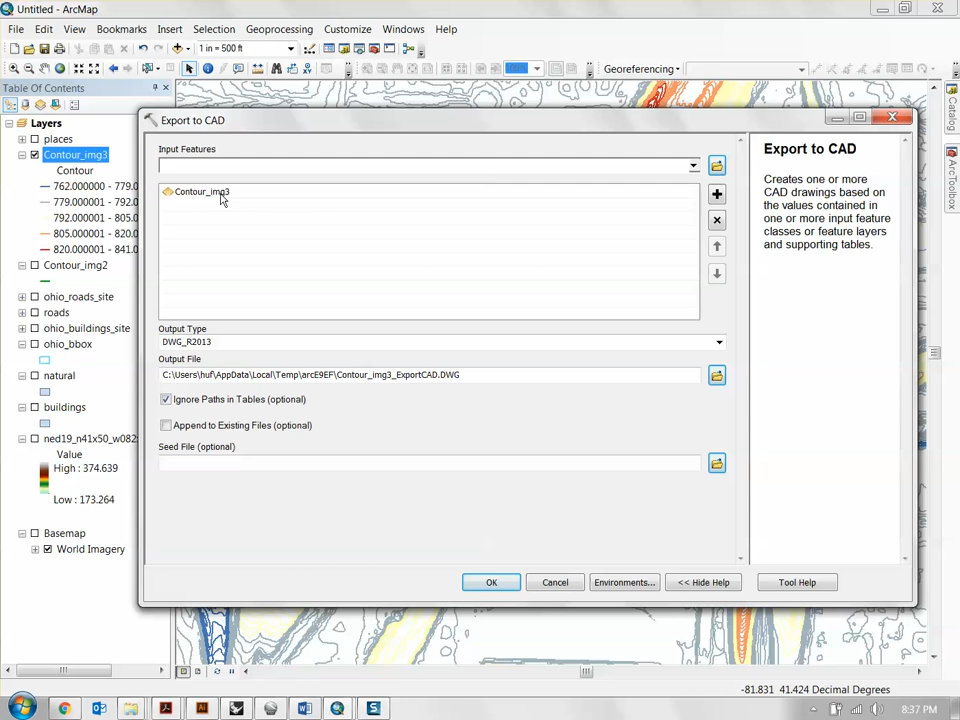 Untitled - ArcMap
File Edit View Bookmarks Insert Selection Geoprocessing Customize Windows Help
1 in = 500 ft
Georeferencing
Table Of Contents
Layers
places
Contour_img3
Contour
762.000000 - 779.0
779.000001 - 792.0
792.000001 - 805.0
805.000001 - 820.0
820.000001 - 841.0
Contour_img2
ohio_roads_site
roads
ohio_buildings_site
ohio_bbox
natural
buildings
ned19_n41x50_w082
Value
High : 374.639
Low : 173.264
Basemap
World Imagery
Export to CAD
Input Features
Contour_img3
Output Type
DWG_R2013
Output File
C:\Users\huf\AppData\Local\Temp\arcE9EF\Contour_img3_ExportCAD.DWG
Ignore Paths in Tables (optional)
Append to Existing Files (optional)
Seed File (optional)
OK Cancel Environments... << Hide Help Tool Help
Export to CAD
Creates one or more
CAD drawings based on
the values contained in
one or more input feature
classes or feature layers
and supporting tables.
Catalog
ArcToolbox
-81.831 41.424 Decimal Degrees
8:37 PM